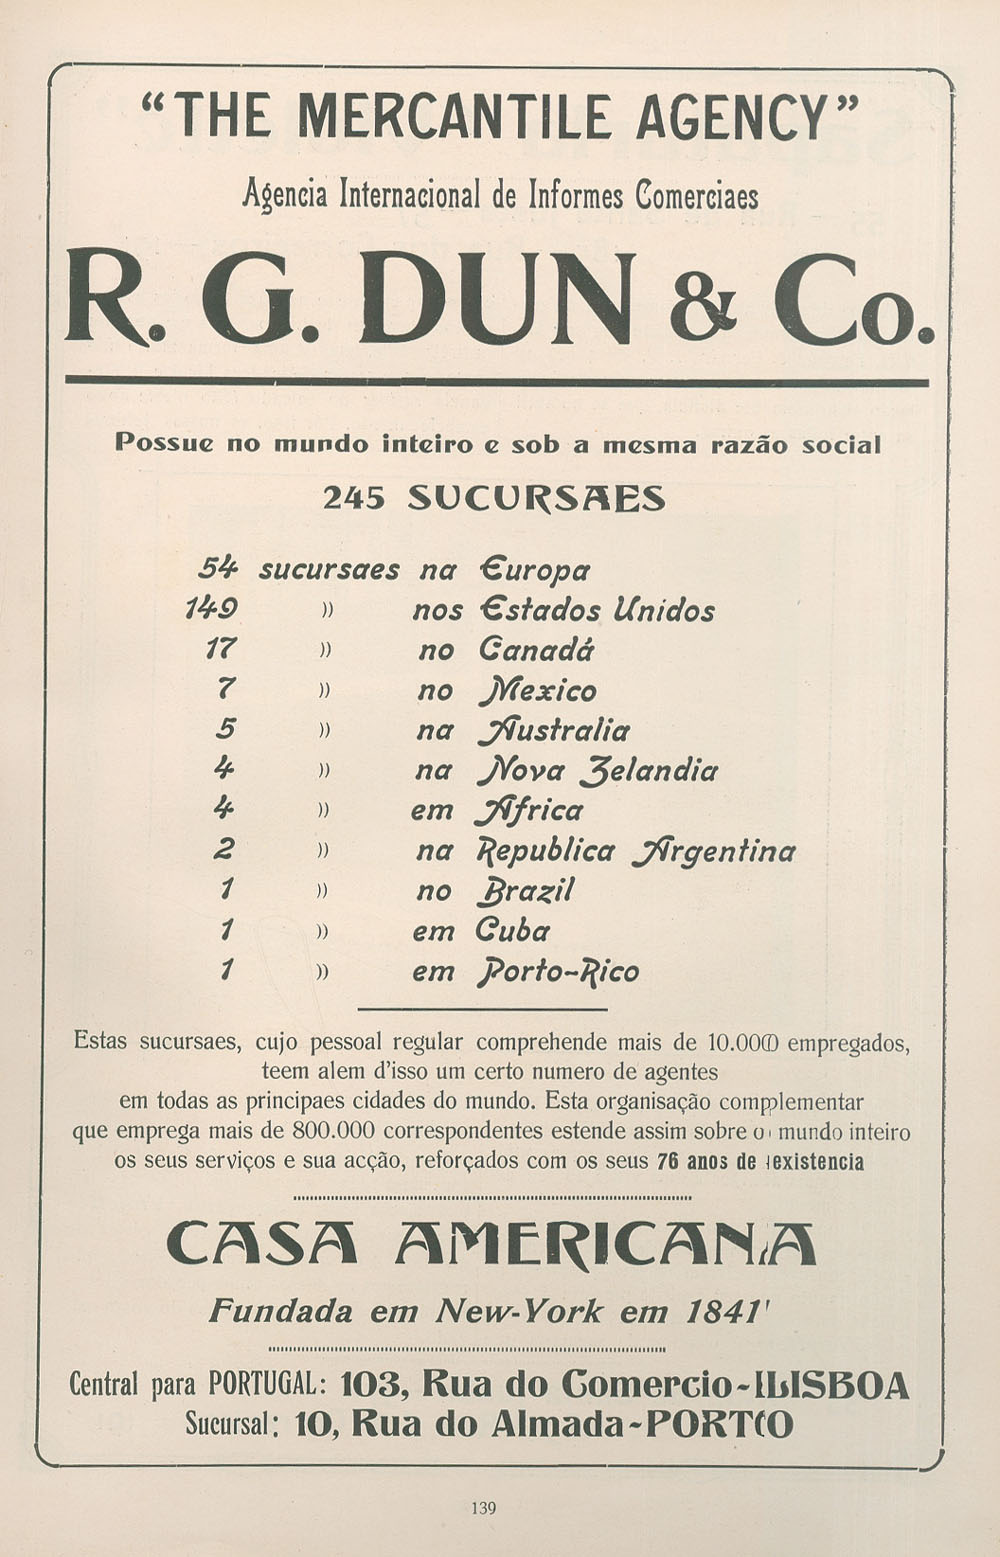 “THE MERCANTILE AGENCY”
Agencia Internacional de Informes Comerciaes
R. G. DUN & Co.
Possue no mundo inteiro e sob a mesma razão social
245 SUCURSAES
54 sucursaes na Europa
149 )) nos Estados Unidos
17 )) no Canadá
7 )) no Mexico
5 )) na Australia
4 )) na Nova Zelandia
4 )) em Africa
2 )) na Republica Argentina
1 )) no Brazil
1 )) em Cuba
1 )) em Porto-Rico
Estas sucursaes, cujo pessoal regular comprehende mais de 10.000 empregados,
teem alem d’isso um certo numero de agentes
em todas as principaes cidades do mundo. Esta organisação complementar
que emprega mais de 800.000 correspondentes estende assim sobre o mundo inteiro
os seus serviços e sua acção, reforçados com os seus 76 anos de existencia
CASA AMERICANA
Fundada em New-York em 1841
Central para PORTUGAL: 103, Rua do Comercio-LISBOA
Sucursal: 10, Rua do Almada-PORTO
139